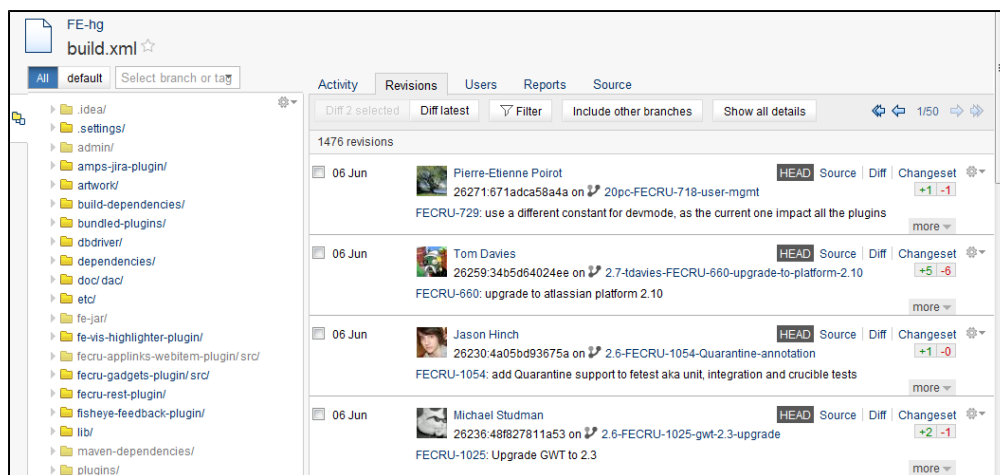 FE-hg
build.xml
All default Select branch or tag
Activity Revisions Users Reports Source
Diff 2 selected Diff latest Filter Include other branches Show all details 1/50
1476 revisions
.idea/
.settings/
admin/
amps-jira-plugin/
artwork/
build-dependencies/
bundled-plugins/
dbdriver/
dependencies/
doc/dac/
etc/
fe-jar/
fe-vis-highlighter-plugin/
fecru-applinks-webitem-plugin/src/
fecru-gadgets-plugin/src/
fecru-rest-plugin/
fisheye-feedback-plugin/
lib/
maven-dependencies/
plugins/
06 Jun Pierre-Etienne Poirot HEAD Source Diff Changeset
26271:671adca58a4a on 20pc-FECRU-718-user-mgmt +1 -1
FECRU-729: use a different constant for devmode, as the current one impact all the plugins
more
06 Jun Tom Davies HEAD Source Diff Changeset
26259:34b5d64024ee on 2.7-tdavies-FECRU-660-upgrade-to-platform-2.10 +5 -6
FECRU-660: upgrade to atlassian platform 2.10
more
06 Jun Jason Hinch HEAD Source Diff Changeset
26230:4a05bd93675a on 2.6-FECRU-1054-Quarantine-annotation +1 -0
FECRU-1054: add Quarantine support to fetest aka unit, integration and crucible tests
more
06 Jun Michael Studman HEAD Source Diff Changeset
26236:48f827811a53 on 2.6-FECRU-1025-gwt-2.3-upgrade +2 -1
FECRU-1025: Upgrade GWT to 2.3
more